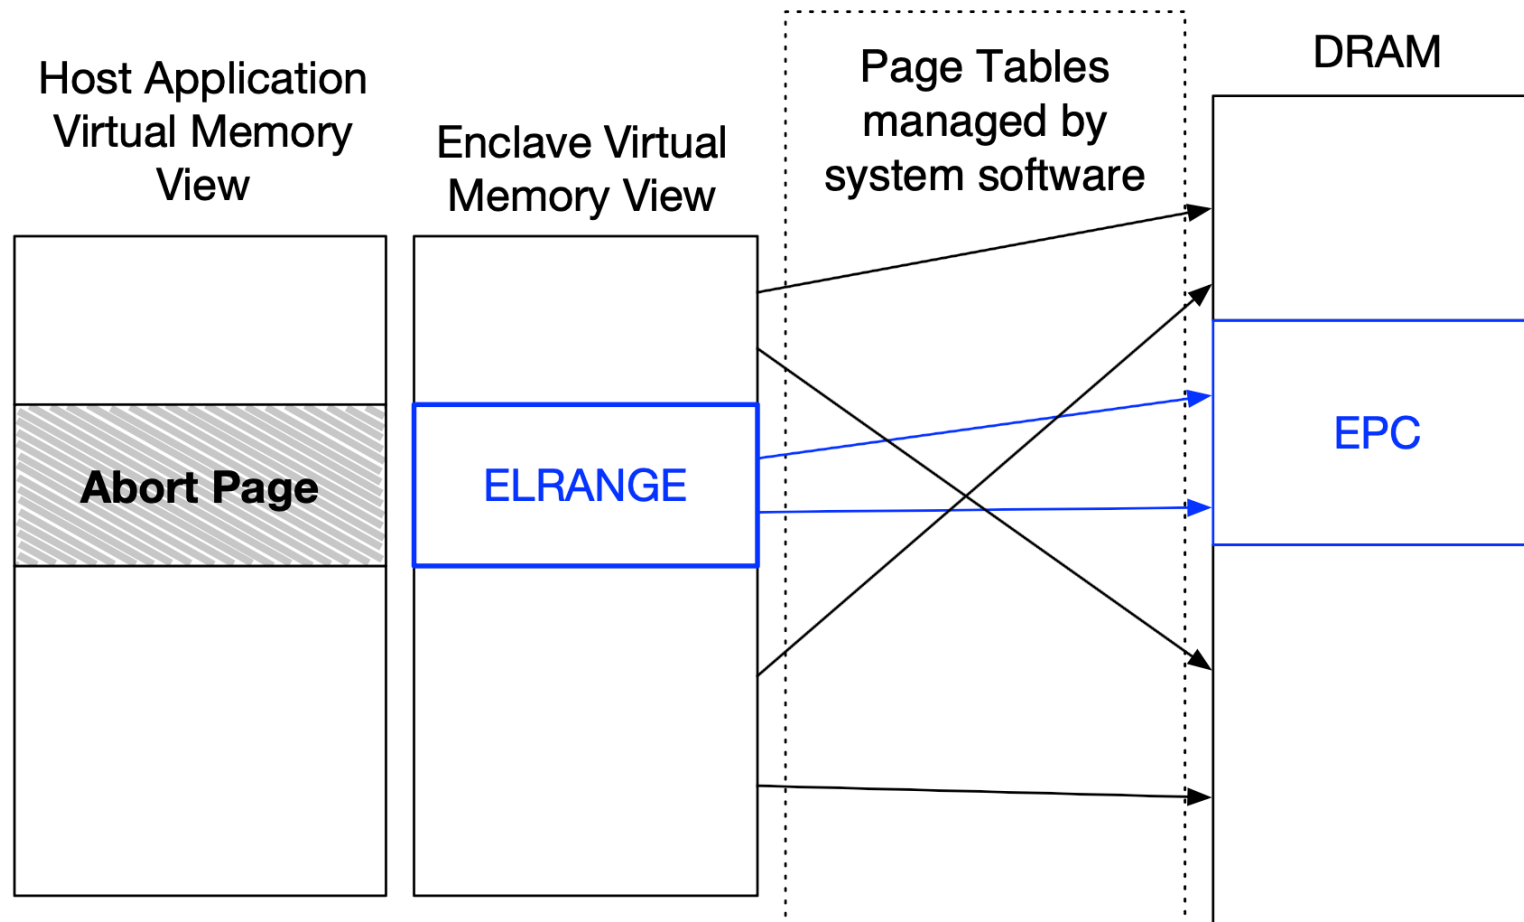 Host Application
Virtual Memory
View
Enclave Virtual
Memory View
Page Tables
managed by
system software
DRAM
Abort Page
ELRANGE
EPC